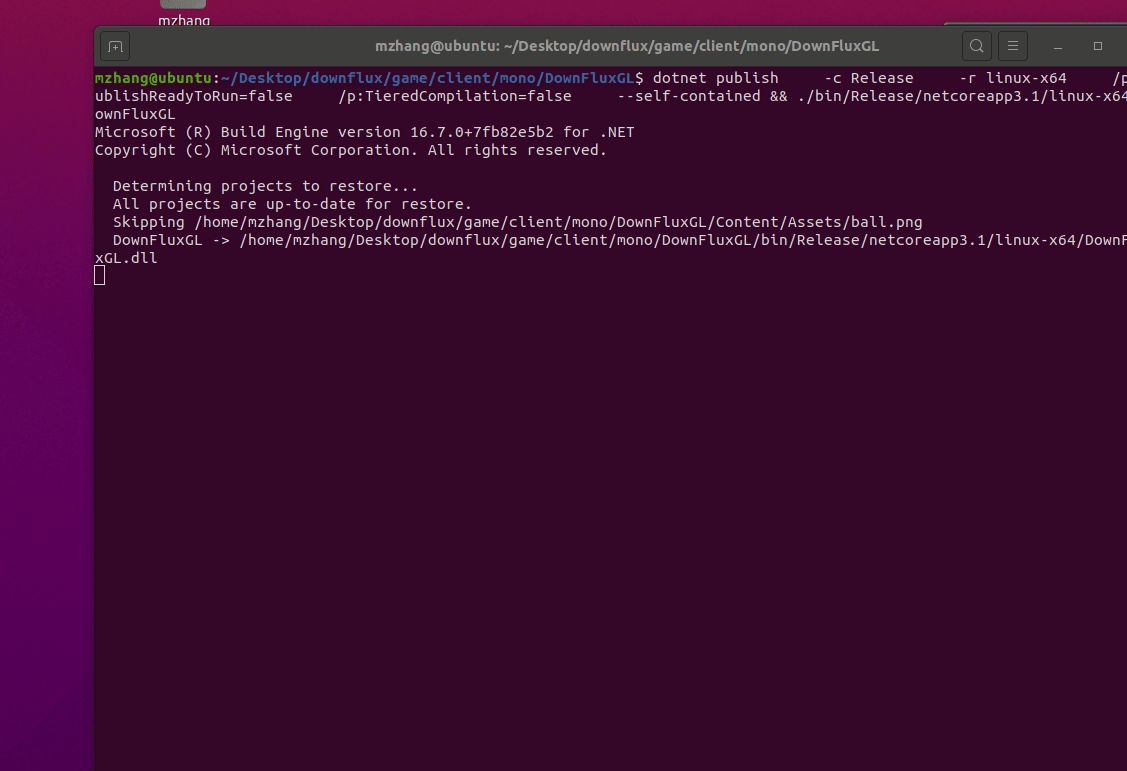 mzhang
mzhang@ubuntu: ~/Desktop/downflux/game/client/mono/DownFluxGL
mzhang@ubuntu:~/Desktop/downflux/game/client/mono/DownFluxGL$ dotnet publish     -c Release     -r linux-x64     /p
ublishReadyToRun=false     /p:TieredCompilation=false     --self-contained && ./bin/Release/netcoreapp3.1/linux-x64
ownFluxGL
Microsoft (R) Build Engine version 16.7.0+7fb82e5b2 for .NET
Copyright (C) Microsoft Corporation. All rights reserved.
Determining projects to restore...
All projects are up-to-date for restore.
Skipping /home/mzhang/Desktop/downflux/game/client/mono/DownFluxGL/Content/Assets/ball.png
DownFluxGL -> /home/mzhang/Desktop/downflux/game/client/mono/DownFluxGL/bin/Release/netcoreapp3.1/linux-x64/DownF
xGL.dll